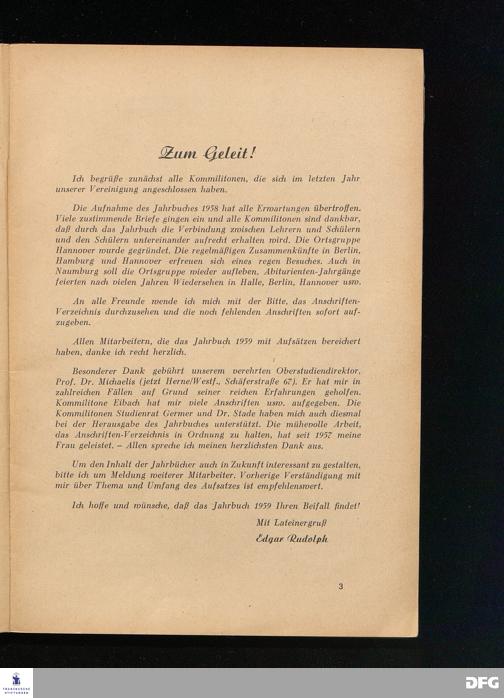 Zum Geleit!
Ich begrüße zunächst alle Kommilitonen, die sich im letzten Jahr
unserer Vereinigung angeschlossen haben.
Die Aufnahme des Jahrbuches 1958 hat alle Erwartungen übertroffen.
Viele zustimmende Briefe gingen ein und alle Kommilitonen sind dankbar,
daß durch das Jahrbuch die Verbindung zwischen Lehrern und Schülern
und den Schülern untereinander aufrecht erhalten wird. Die Ortsgruppe
Hannover wurde gegründet. Die regelmäßigen Zusammenkünfte in Berlin,
Hamburg und Hannover erfreuen sich eines regen Besuches. Auch in
Naumburg soll die Ortsgruppe wieder aufleben. Abiturienten-Jahrgänge
feierten nach vielen Jahren Wiedersehen in Halle, Berlin, Hannover usw.
An alle Freunde wende ich mich mit der Bitte, das Anschriften-
Verzeichnis durchzusehen und die noch fehlenden Anschriften sofort auf-
zugeben.
Allen Mitarbeitern, die das Jahrbuch 1959 mit Aufsätzen bereichert
haben, danke ich recht herzlich.
Besonderer Dank gebührt unserem verehrten Oberstudiendirektor,
Prof. Dr. Michaelis (jetzt Herne/Westf., Schäferstraße 67). Er hat mir in
zahlreichen Fällen auf Grund seiner reichen Erfahrungen geholfen.
Kommilitone Eibach hat mir viele Anschriften usw. aufgegeben. Die
Kommilitonen Studienrat Germer und Dr. Stade haben mich auch diesmal
bei der Herausgabe des Jahrbuches unterstützt. Die mühevolle Arbeit,
das Anschriften-Verzeichnis in Ordnung zu halten, hat seit 1957 meine
Frau geleistet. – Allen spreche ich meinen herzlichsten Dank aus.
Um den Inhalt der Jahrbücher auch in Zukunft interessant zu gestalten,
bitte ich um Meldung weiterer Mitarbeiter. Vorherige Verständigung mit
mir über Thema und Umfang des Aufsatzes ist empfehlenswert.
Ich hoffe und wünsche, daß das Jahrbuch 1959 Ihren Beifall findet!
Mit Lateinergruß
Edgar Rudolph
3
FRANCKESCHE
STIFTUNGEN
DFG